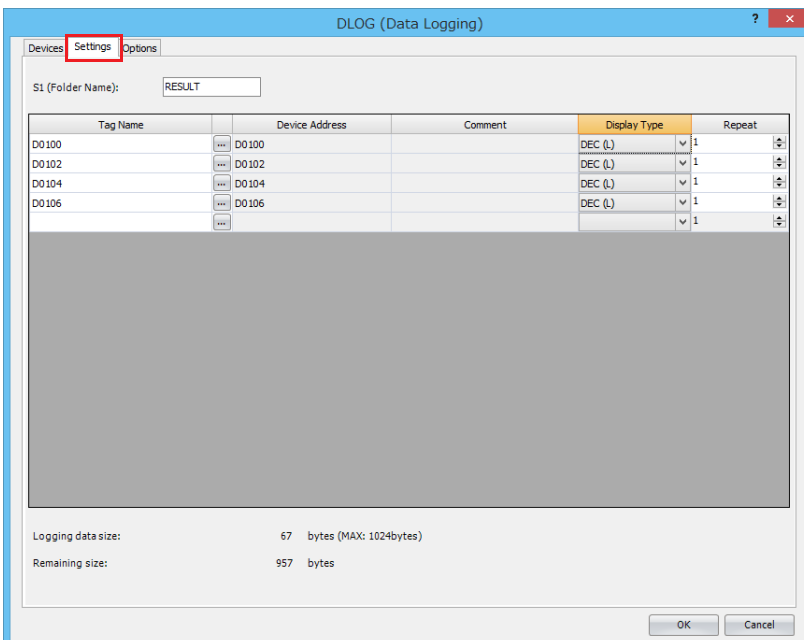 DLOG (Data Logging) ? ×
Devices Settings Options
S1 (Folder Name): RESULT
Tag Name Device Address Comment Display Type Repeat
D0100 ... D0100 DEC (L) 1
D0102 ... D0102 DEC (L) 1
D0104 ... D0104 DEC (L) 1
D0106 ... D0106 DEC (L) 1
... 1
Logging data size: 67 bytes (MAX: 1024bytes)
Remaining size: 957 bytes
OK Cancel